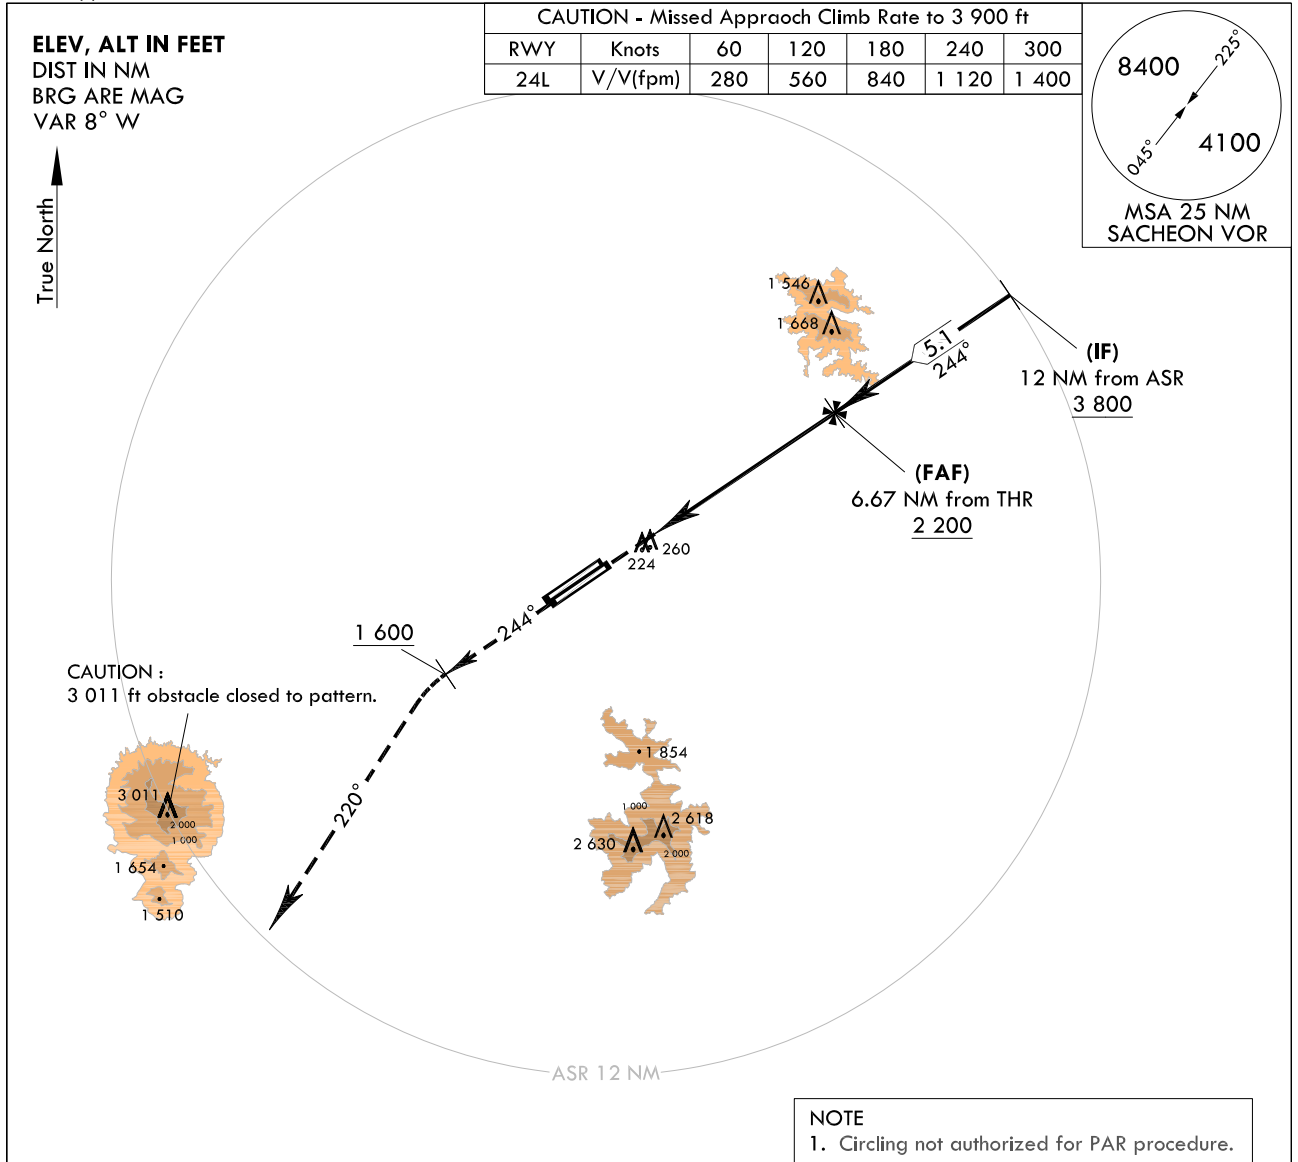 CAUTION - Missed Appraoch Climb Rate to 3 900 ft
RWY Knots 60 120 180 240 300
24L V/V(fpm) 280 560 840 1 120 1 400
ELEV, ALT IN FEET
DIST IN NM
BRG ARE MAG
VAR 8° W
True North
8400
225°
045°
4100
MSA 25 NM
SACHEON VOR
1 546
1 668
5.1
244°
(IF)
12 NM from ASR
3 800
(FAF)
6.67 NM from THR
2 200
260
224
244°
1 600
CAUTION :
3 011 ft obstacle closed to pattern.
220°
3 011
2 000
1 000
1 654
1 510
1 854
1 000
2 618
2 630
2 000
ASR 12 NM
NOTE
1. Circling not authorized for PAR procedure.